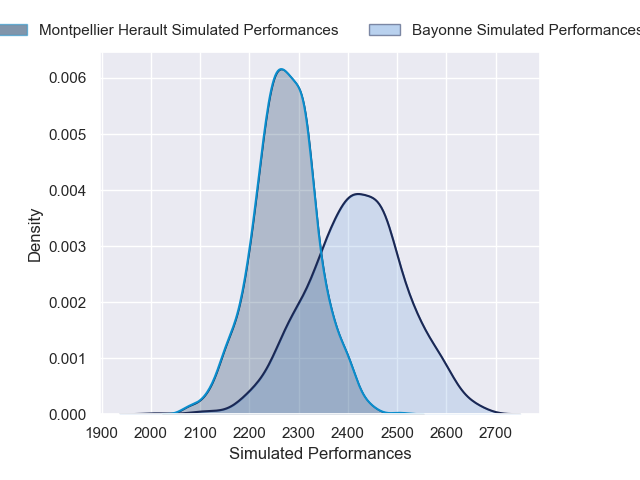 Montpellier Herault Simulated Performances
Bayonne Simulated Performances
0.006
0.005
0.004
0.003
0.002
0.001
0.000
Density
1900 2000 2100 2200 2300 2400 2500 2600 2700
Simulated Performances